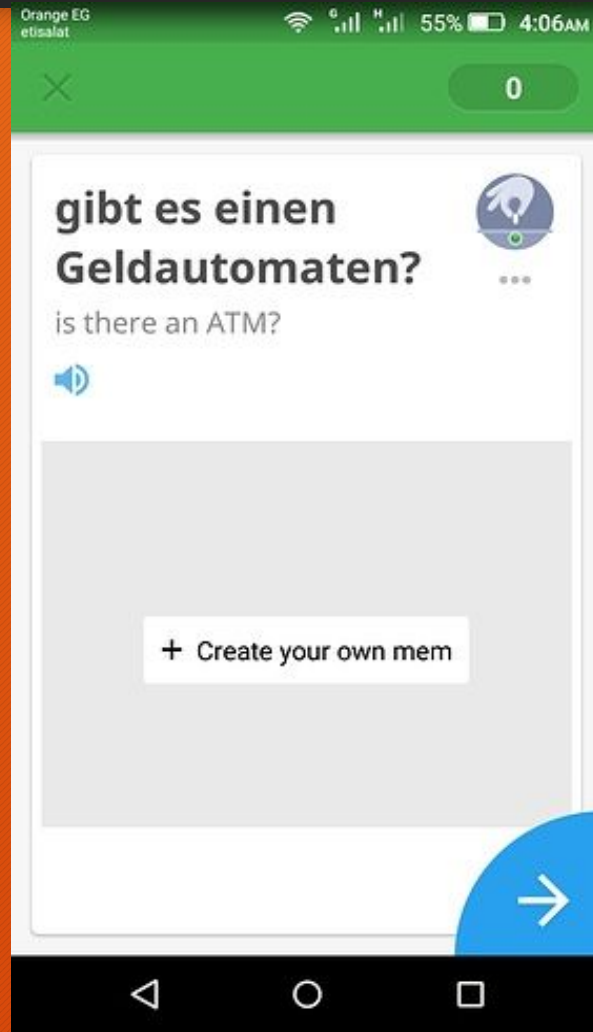 Orange EG
etisalat
G H 55% 4:06AM
0
gibt es einen
Geldautomaten?
is there an ATM?
+ Create your own mem